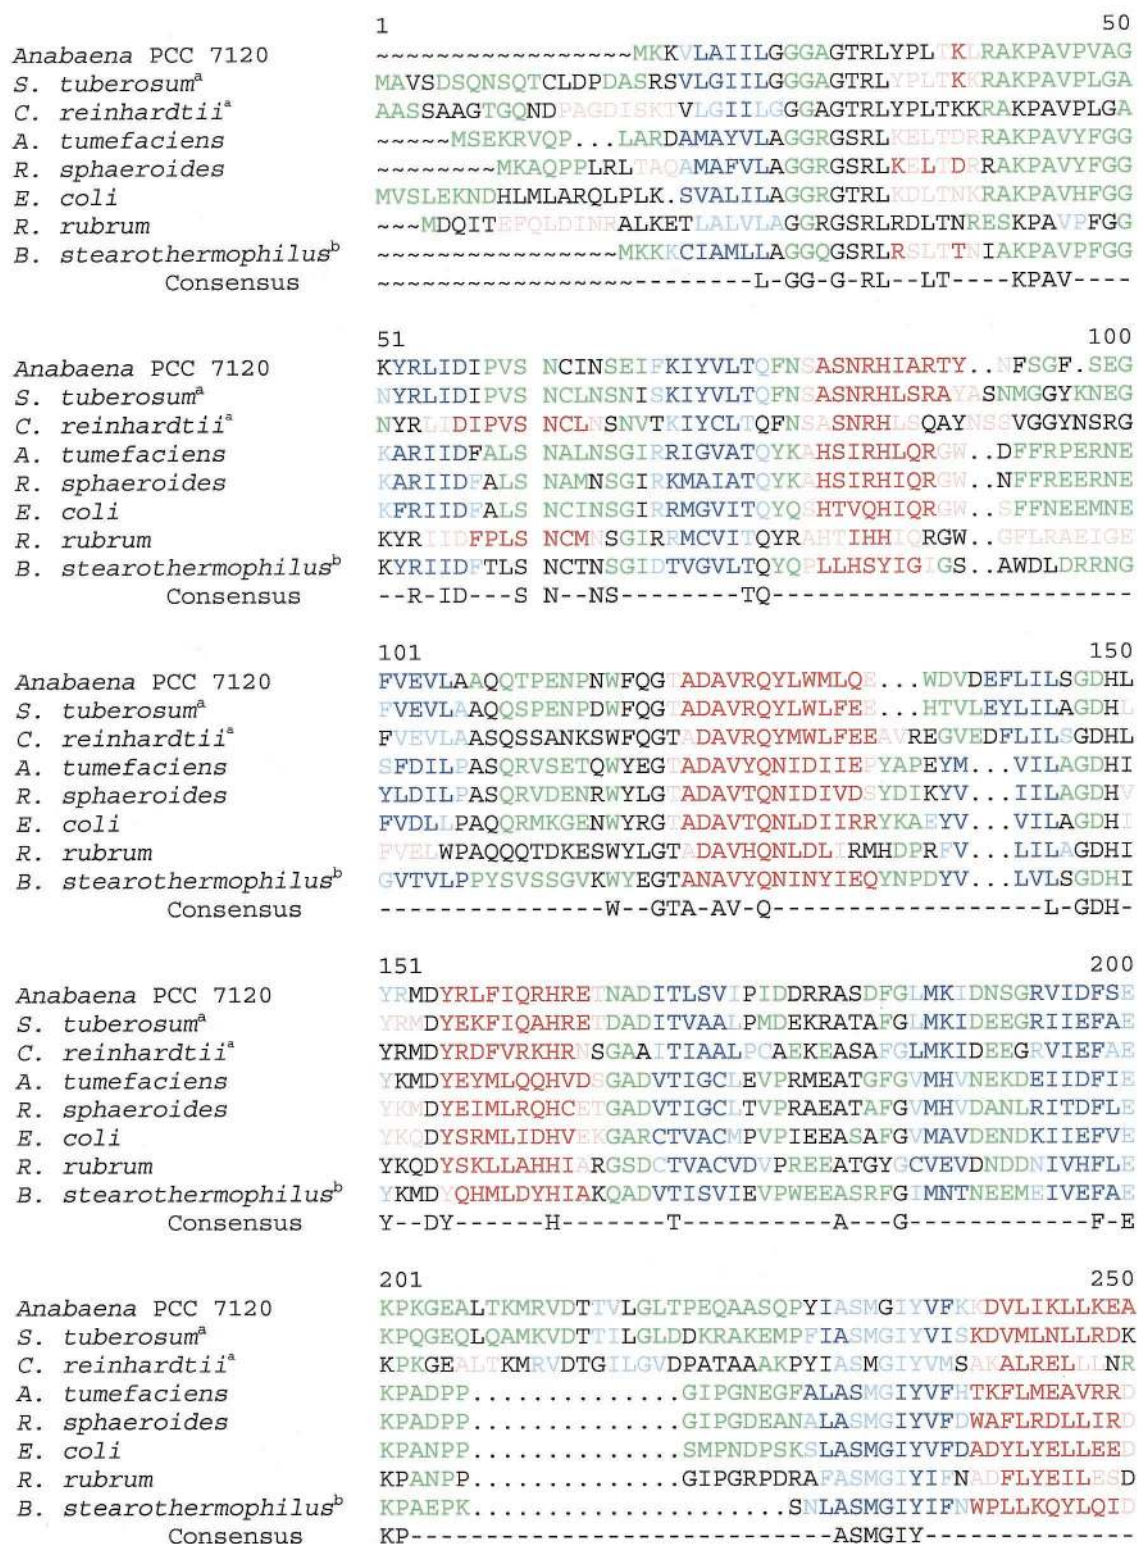 1 50
Anabaena PCC 7120 ~~~~~~~~~~~~~~~~~MKKVLAIILGGGAGTRLYPLTKLRAKPAVPVAG
S. tuberosumᵃ MAVSDSQNSQTCLDPDASRSVLGIILGGGAGTRLYPLTKKRAKPAVPLGA
C. reinhardtiiᵃ AASSAAGTGQNDPAGDISKTVLGIILGGGAGTRLYPLTKKRAKPAVPLGA
A. tumefaciens ~~~~~MSEKRVQP...LARDAMAYVLAGGRGSRLKELTDRRAKPAVYFGG
R. sphaeroides ~~~~~~~~MKAQPPLRLTAQAMAFVLAGGRGSRLKELTDRRAKPAVYFGG
E. coli MVSLEKNDHLMLARQLPLK.SVALILAGGRGTRLKDLTNKRAKPAVHFGG
R. rubrum ~~~MDQITEFQLDINRALKETLALVLAGGRGSRLRDLTNRESKPAVPFGG
B. stearothermophilusᵇ ~~~~~~~~~~~~~~~~MKKKCIAMLLAGGQGSRLRSLTTNIAKPAVPFGG
Consensus ~~~~~~~~~~~~~~~~~--------L-GG-G-RL--LT----KPAV----
51 100
Anabaena PCC 7120 KYRLIDIPVS NCINSEIFKIYVLTQFNSASNRHIARTY..NFSGF.SEG
S. tuberosumᵃ NYRLIDIPVS NCLNSNISKIYVLTQFNSASNRHLSRAYASNMGGYKNEG
C. reinhardtiiᵃ NYRLIDIPVS NCLNSNVTKIYCLTQFNSASNRHLSQAYNSSVGGYNSRG
A. tumefaciens KARIIDFALS NALNSGIRRIGVATQYKAHSIRHLQRGW..DFFRPERNE
R. sphaeroides KARIIDFALS NAMNSGIRKMAIATQYKAHSIRHIQRGW..NFFREERNE
E. coli KFRIIDFALS NCINSGIRRMGVITQYQSHTVQHIQRGW..SFFNEEMNE
R. rubrum KYRIIDFPLS NCMNSGIRRMCVITQYRAHTIHHIQRGW..GFLRAEIGE
B. stearothermophilusᵇ KYRIIDFTLS NCTNSGIDTVGVLTQYQPLLLHSYIGIGS..AWDLDRRNG
Consensus --R-ID---S N--NS-------TQ------------------------
101 150
Anabaena PCC 7120 FVEVLAAQQTPENPNWFQGTADAVRQYLWMLQE...WDVDEFLILSGDHL
S. tuberosumᵃ FVEVLAAQQSPENPDWFQGTADAVRQYLWLFEE...HTVLEYLILAGDHL
C. reinhardtiiᵃ FVEVLAASQSSANKSWFQGTADAVRQYMWLFEEAVREGVEDFLILSGDHL
A. tumefaciens SFDILPASQRVSETQWYEGTADAVYQNIDIIEPYAPEYM...VILAGDHI
R. sphaeroides YLDILPASQRVDENRWYLGTADAVTQNIDIVDSYDIKYV...IILAGDHV
E. coli FVDLLPAQQRMKGENWYRGTADAVTQNLDIIRRYKAEYV...VILAGDHI
R. rubrum FVELWPAQQQTDKESWYLGTADAVHQNLDLIRMHDPRFV...LILAGDHI
B. stearothermophilusᵇ GVTVLPPYSVSSGVKWYEGTANAVYQNINYIEQYNPDYV...LVLSGDHI
Consensus ---------------W--GTA-AV-Q------------------L-GDH-
151 200
Anabaena PCC 7120 YRMDYRLFIQRHRETNADITLSVIPIDDRRASDFGLMKIDNSGRVIDFSE
S. tuberosumᵃ YRMDYEKFIQAHRETDADITVAALPMDEKRATAFGLMKIDEEGRIIEFAE
C. reinhardtiiᵃ YRMDYRDFVRKHRNSGAAITIAALPCAEKEASAFGLMKIDEEGRVIEFAE
A. tumefaciens YKMDYEYMLQQHVDSGADVTIGCLEVPRMEATGFGVMHVNEKDEIIDFIE
R. sphaeroides YKMDYEIMLRQHCETGADVTIGCLTVPRAEATAFGVMHVDANLRITDFLE
E. coli YKQDYSRMLIDHVEKGARCTVACMPVPIEEASAFGVMAVDENDKIIEFVE
R. rubrum YKQDYSKLLAHHIARGSDCTVACVDVPREEATGYGCVEVDNDDNIVHFLE
B. stearothermophilusᵇ YKMDYQHMLDYHIAKQADVTISVIEVPWEEASRFGIMNTNEEMEIVEFAE
Consensus Y--DY------H-------T----------A---G------------F-E
201 250
Anabaena PCC 7120 KPKGEALTKMRVDTTVLGLTPEQAASQPYIASMGIYVFKKDVLIKLLKEA
S. tuberosumᵃ KPQGEQLQAMKVDTTILGLDDKRAKEMPFIASMGIYVISKDVMLNLLRDK
C. reinhardtiiᵃ KPKGEALTKMRVDTGILGVDPATAAAKPYIASMGIYVMSAKALRELLLNR
A. tumefaciens KPADPP..............GIPGNEGFALASMGIYVFHTKFLMEAVRRD
R. sphaeroides KPADPP..............GIPGDEANALASMGIYVFDWAFLRDLLIRD
E. coli KPANPP..............SMPNDPSKSLASMGIYVFDADYLYELLEED
R. rubrum KPANPP..............GIPGRPDRAFASMGIYIFNADFLYEILESD
B. stearothermophilusᵇ KPAEPK.....................SNLASMGIYIFNWPLLKQYLQID
Consensus KP----------------------------ASMGIY--------------